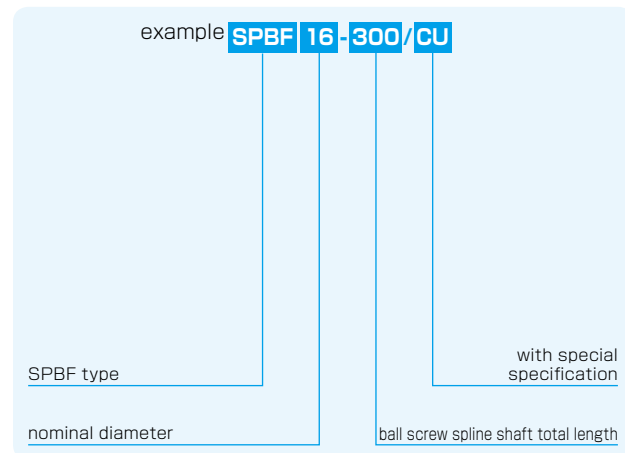 example SPBF 16-300/CU
with special
SPBF type specification
nominal diameter ball screw spline shaft total length